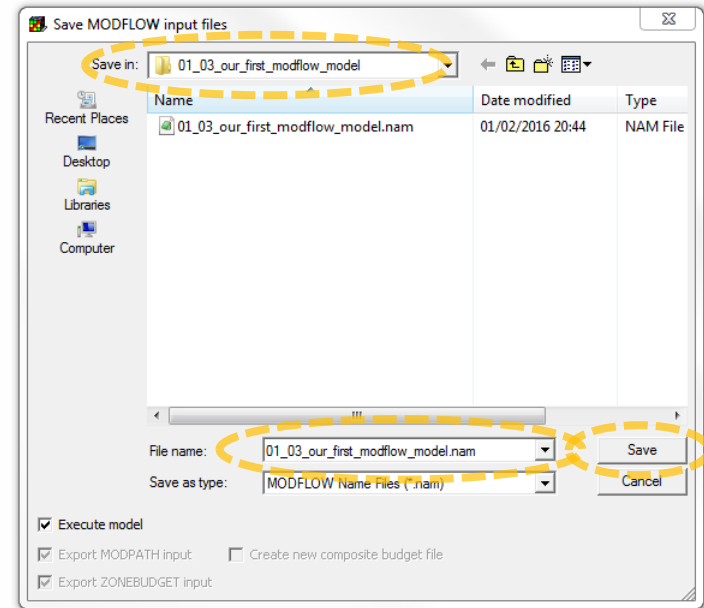 Save MODFLOW input files
Save in: 01_03_our_first_modflow_model
Recent Places
Desktop
Libraries
Computer
Name Date modified Type
01_03_our_first_modflow_model.nam 01/02/2016 20:44 NAM File
File name: 01_03_our_first_modflow_model.nam Save
Save as type: MODFLOW Name Files (*.nam) Cancel
Execute model
Export MODPATH input Create new composite budget file
Export ZONEBUDGET input